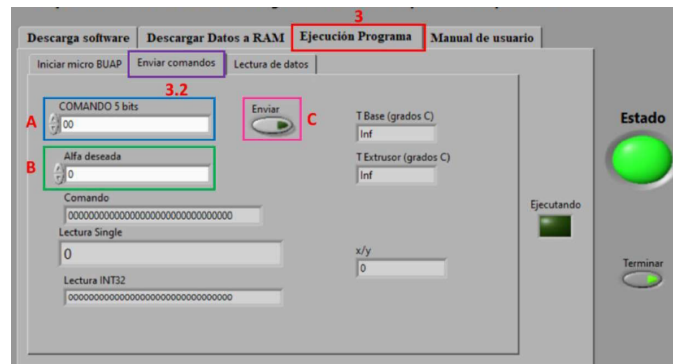 3
Descarga software Descargar Datos a RAM Ejecución Programa Manual de usuario
Iniciar micro BUAP Enviar comandos Lectura de datos
3.2
COMANDO 5 bits
A 00
Enviar
C
T Base (grados C)
Inf
Estado
B
Alfa deseada
0
T Extrusor (grados C)
Inf
Comando
00000000000000000000000000000000
Ejecutando
Lectura Single
0
x/y
0
Terminar
Lectura INT32
00000000000000000000000000000000